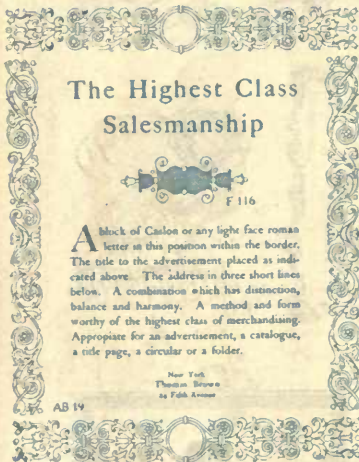 The Highest Class
Salesmanship
F 116
A block of Caslon or any light face roman
letter in this position within the border.
The title to the advertisement placed as indi-
cated above. The address in three short lines
below. A combination which has distinction,
balance and harmony. A method and form
worthy of the highest class of merchandising.
Appropiate for an advertisement, a catalogue,
a title page, a circular or a folder.
New York
Thomas Brown
24 Fifth Avenue
AB 14